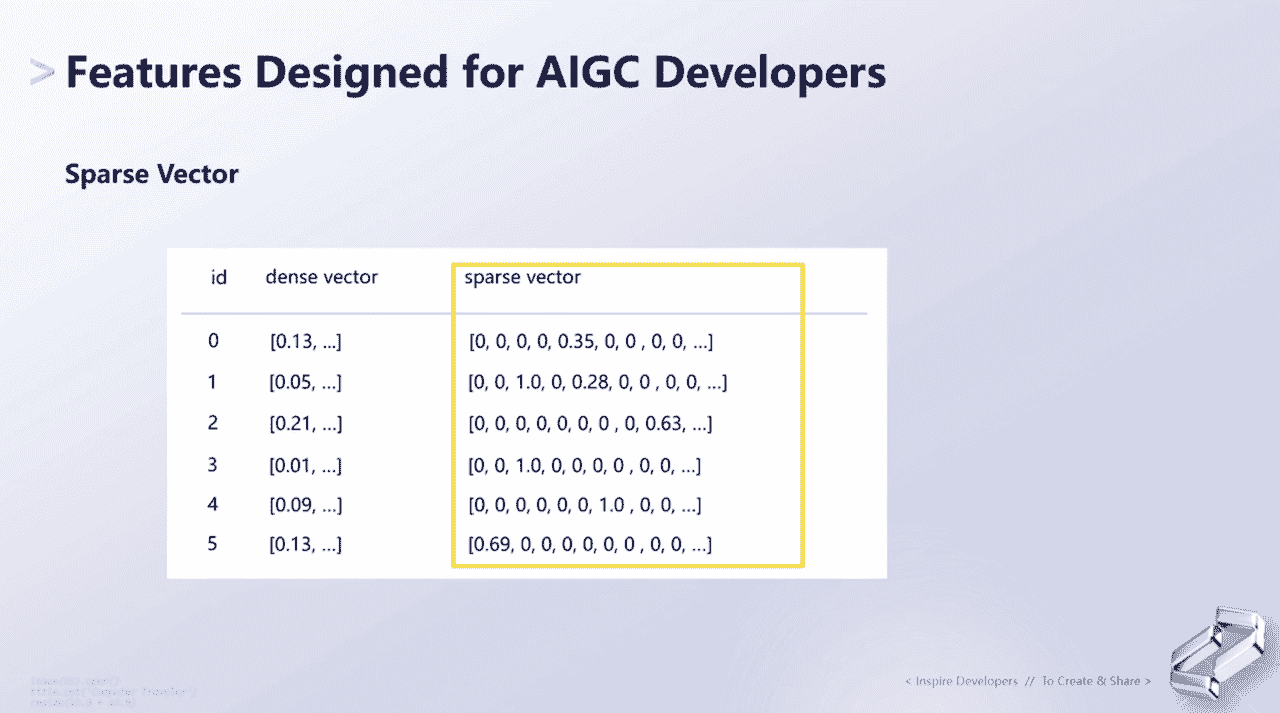 > Features Designed for AIGC Developers
Sparse Vector
id dense vector sparse vector
0 [0.13, ...] [0, 0, 0, 0, 0.35, 0, 0 , 0, 0, ...]
1 [0.05, ...] [0, 0, 1.0, 0, 0.28, 0, 0 , 0, 0, ...]
2 [0.21, ...] [0, 0, 0, 0, 0, 0, 0 , 0, 0.63, ...]
3 [0.01, ...] [0, 0, 1.0, 0, 0, 0, 0 , 0, 0, ...]
4 [0.09, ...] [0, 0, 0, 0, 0, 0, 1.0 , 0, 0, ...]
5 [0.13, ...] [0.69, 0, 0, 0, 0, 0, 0 , 0, 0, ...]
< Inspire Developers // To Create & Share >